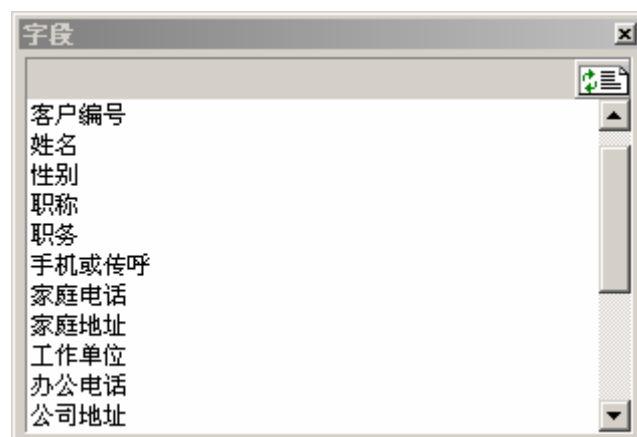 字段
客户编号
姓名
性别
职称
职务
手机或传呼
家庭电话
家庭地址
工作单位
办公电话
公司地址